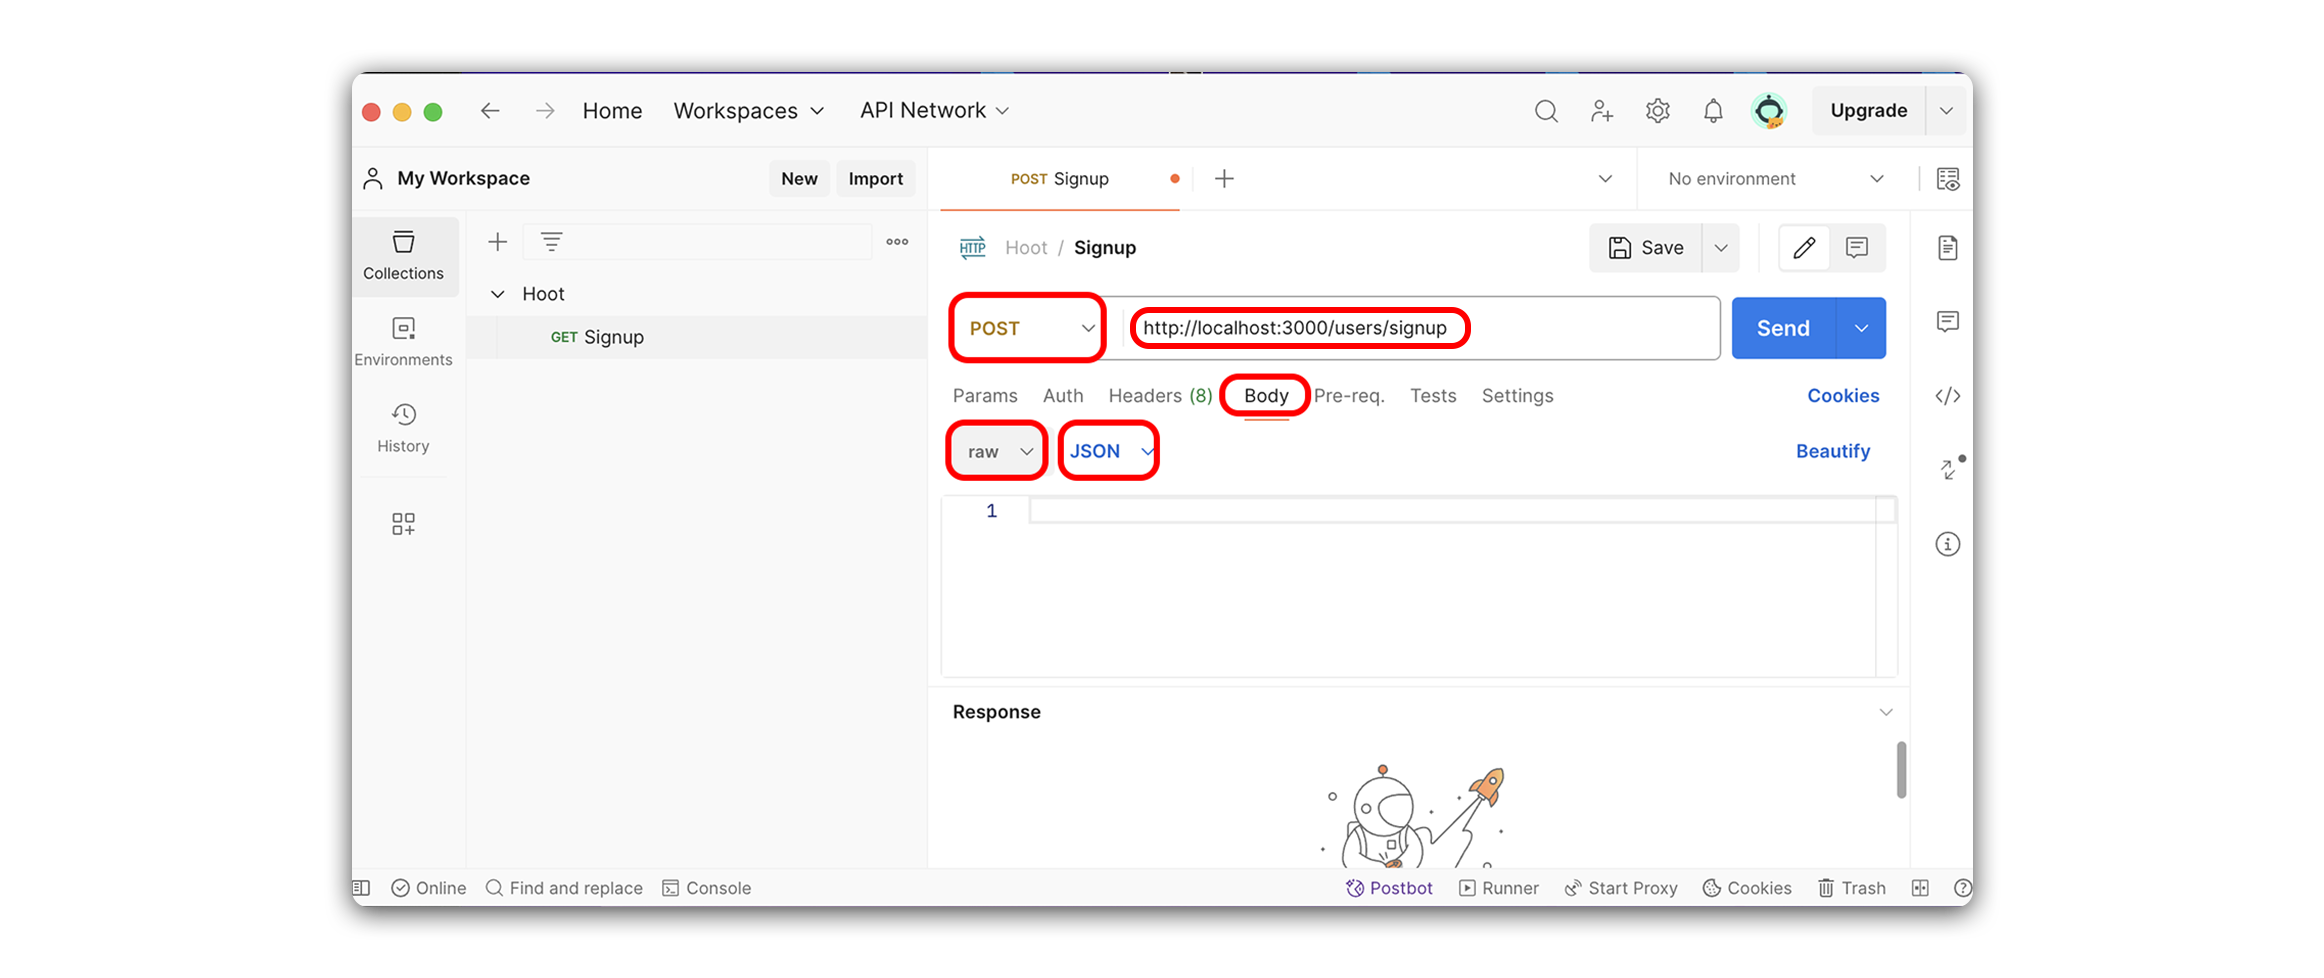 Home Workspaces API Network Upgrade
My Workspace New Import POST Signup No environment
Collections
Environments
History
Hoot
GET Signup
HTTP Hoot / Signup Save
POST http://localhost:3000/users/signup Send
Params Auth Headers (8) Body Pre-req. Tests Settings Cookies
raw JSON Beautify
1
Response
Online Find and replace Console Postbot Runner Start Proxy Cookies Trash